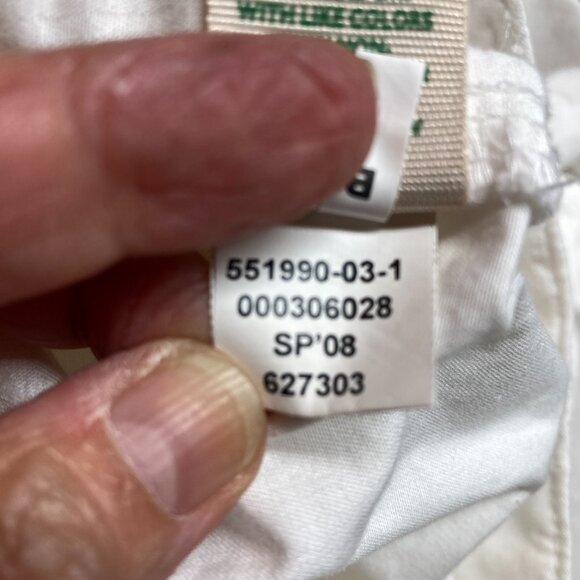 WITH LIKE COLORS
551990-03-1
000306028
SP'08
627303